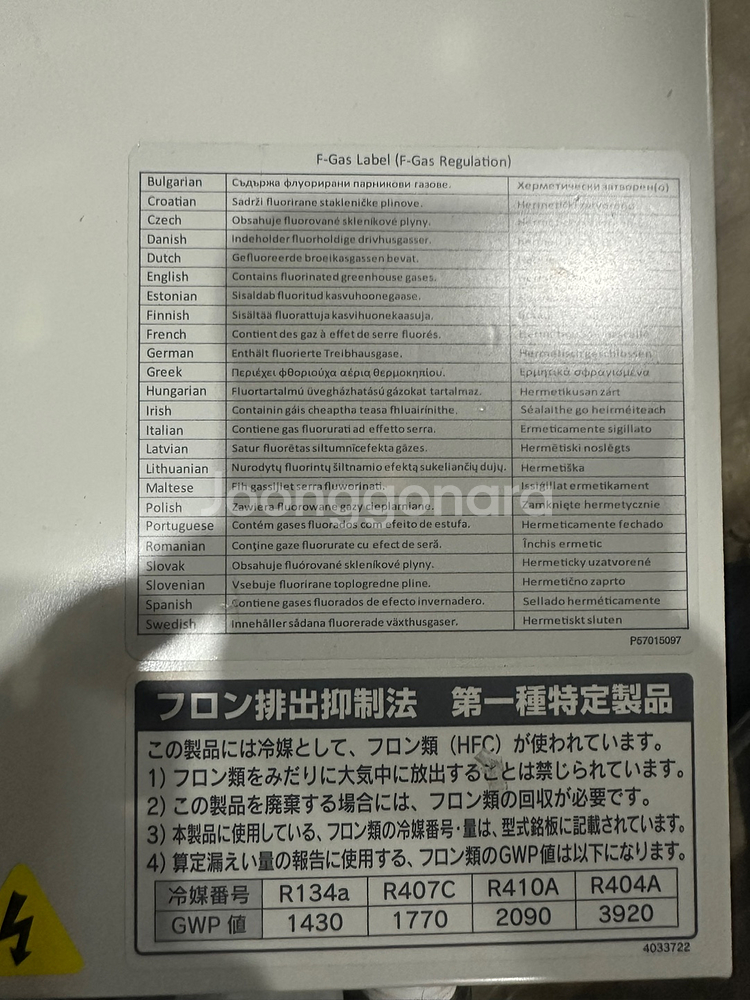 F-Gas Label (F-Gas Regulation)
Bulgarian Съдържа флуорирани парникови газове. Херметически затворен(о)
Croatian Sadrži fluorirane stakleničke plinove. Hermetički zatvoreno
Czech Obsahuje fluorované skleníkové plyny.
Danish Indeholder fluorholdige drivhusgasser.
Dutch Gefluoreerde broeikasgassen bevat.
English Contains fluorinated greenhouse gases.
Estonian Sisaldab fluoritud kasvuhoonegaase.
Finnish Sisältää fluorattuja kasvihuonekaasuja.
French Contient des gaz à effet de serre fluorés.
German Enthält fluorierte Treibhausgase. Hermetisch geschlossen
Greek Περιέχει φθοριούχα αέρια θερμοκηπίου. Ερμητικά σφραγισμένα
Hungarian Fluortartalmú üvegházhatású gázokat tartalmaz. Hermetikusan zárt
Irish Containin gáis cheaptha teasa fhluairínithe. Séalaithe go heirméiteach
Italian Contiene gas fluorurati ad effetto serra. Ermeticamente sigillato
Latvian Satur fluorētas siltumnīcefekta gāzes. Hermētiski noslēgts
Lithuanian Nurodytų fluorintų šiltnamio efektą sukeliančių dujų. Hermetiška
Maltese Fih gassijiet serra fluworinati. Issigillat ermetikament
Polish Zawiera fluorowane gazy cieplarniane. Zamknięte hermetycznie
Portuguese Contém gases fluorados com efeito de estufa. Hermeticamente fechado
Romanian Conţine gaze fluorurate cu efect de seră. Închis ermetic
Slovak Obsahuje fluórované skleníkové plyny. Hermeticky uzatvorené
Slovenian Vsebuje fluorirane toplogredne pline. Hermetično zaprto
Spanish Contiene gases fluorados de efecto invernadero. Sellado herméticamente
Swedish Innehåller sådana fluorerade växthusgaser. Hermetiskt sluten
P57015097
Joonggonara
フロン排出抑制法 第一種特定製品
この製品には冷媒として、フロン類(HFC)が使われています。
1) フロン類をみだりに大気中に放出することは禁じられています。
2) この製品を廃棄する場合には、フロン類の回収が必要です。
3) 本製品に使用している、フロン類の冷媒番号・量は、型式銘板に記載されています。
4) 算定漏えい量の報告に使用する、フロン類のGWP値は以下になります。
冷媒番号 R134a R407C R410A R404A
GWP 値 1430 1770 2090 3920
4033722